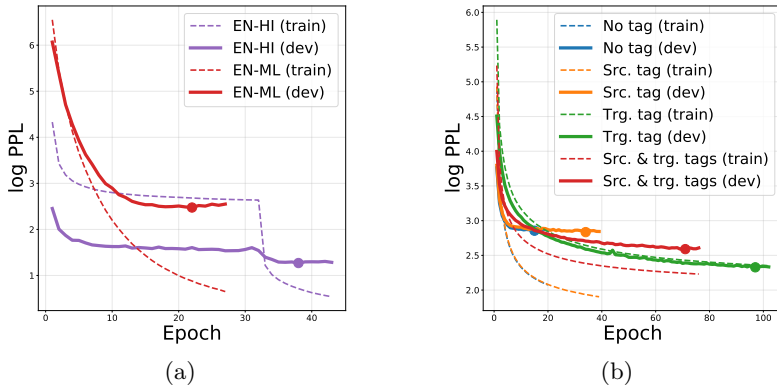 log PPL
6
5
4
3
2
1
0
10
20
30
40
Epoch
EN-HI (train)
EN-HI (dev)
EN-ML (train)
EN-ML (dev)
(a)
log PPL
6.0
5.5
5.0
4.5
4.0
3.5
3.0
2.5
2.0
0
20
40
60
80
100
Epoch
No tag (train)
No tag (dev)
Src. tag (train)
Src. tag (dev)
Trg. tag (train)
Trg. tag (dev)
Src. & trg. tags (train)
Src. & trg. tags (dev)
(b)